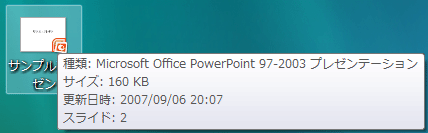 サンプル
ゼン
種類: Microsoft Office PowerPoint 97-2003 プレゼンテーション
サイズ: 160 KB
更新日時: 2007/09/06 20:07
スライド: 2